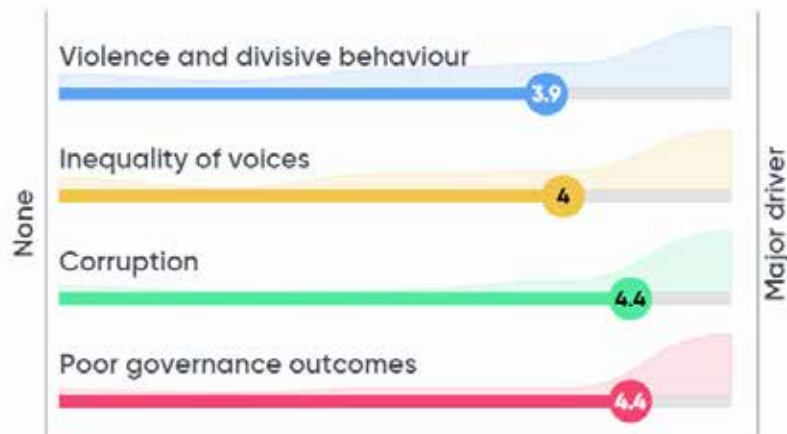 Violence and divisive behaviour
3.9
Inequality of voices
4
Corruption
4.4
Poor governance outcomes
4.4
None
Major driver